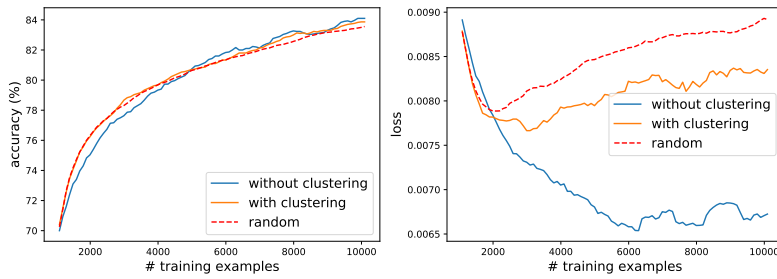 84
82
80
78
76
74
72
70
accuracy (%)
without clustering
with clustering
random
2000 4000 6000 8000 10000
# training examples
0.0090
0.0085
0.0080
0.0075
0.0070
0.0065
loss
without clustering
with clustering
random
2000 4000 6000 8000 10000
# training examples